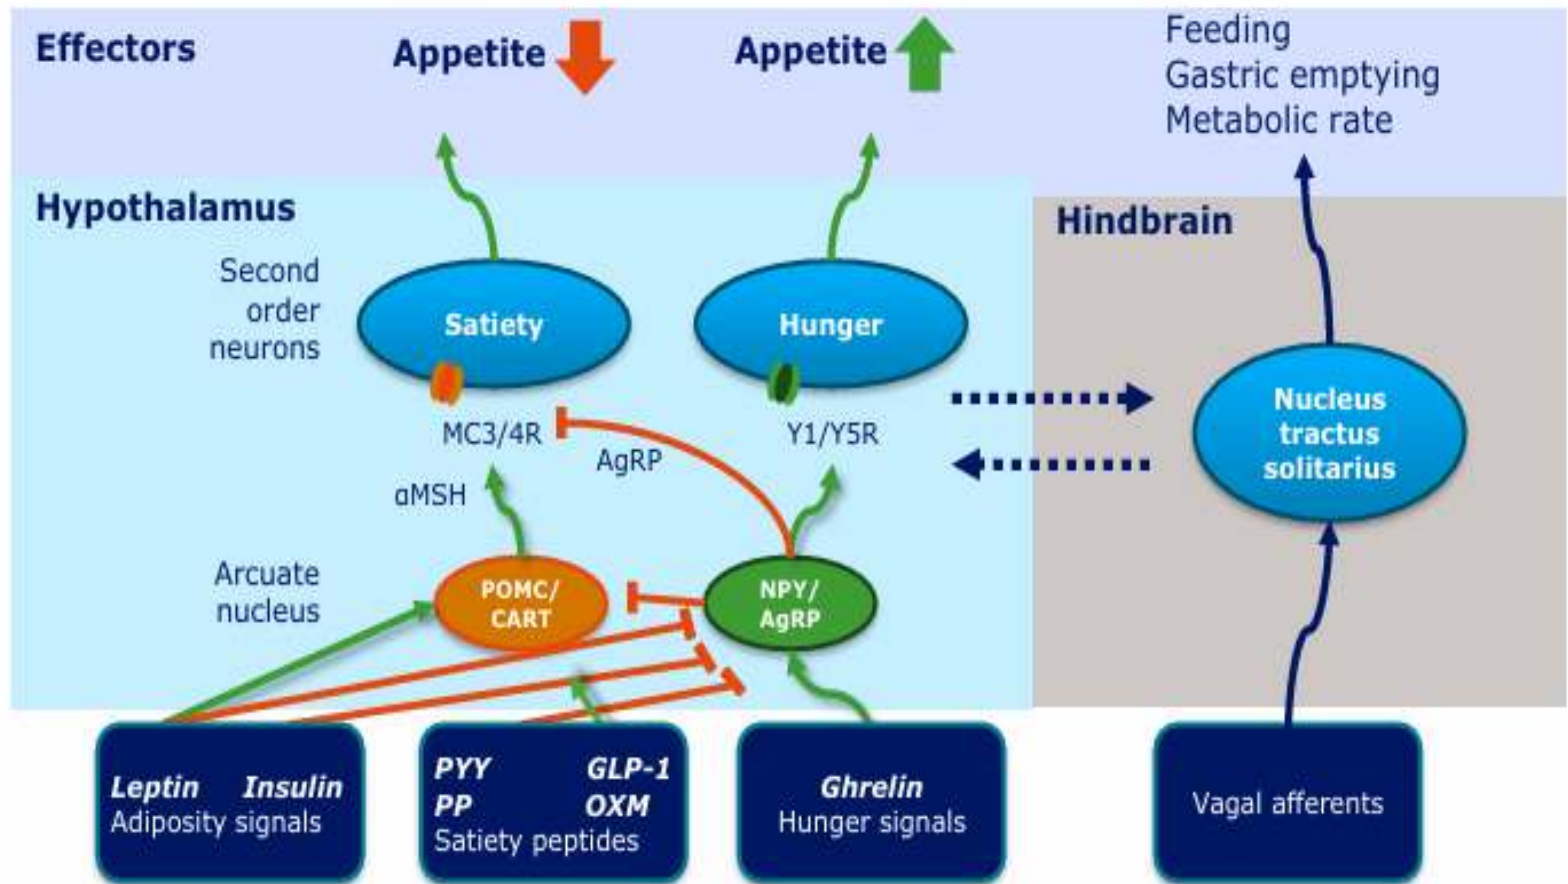 Effectors
Appetite
Appetite
Feeding
Gastric emptying
Metabolic rate
Hypothalamus
Hindbrain
Second
order
neurons
Satiety
Hunger
MC3/4R
AgRP
Y1/Y5R
αMSH
Nucleus
tractus
solitarius
Arcuate
nucleus
POMC/
CART
NPY/
AgRP
Leptin Insulin
Adiposity signals
PYY GLP-1
PP OXM
Satiety peptides
Ghrelin
Hunger signals
Vagal afferents